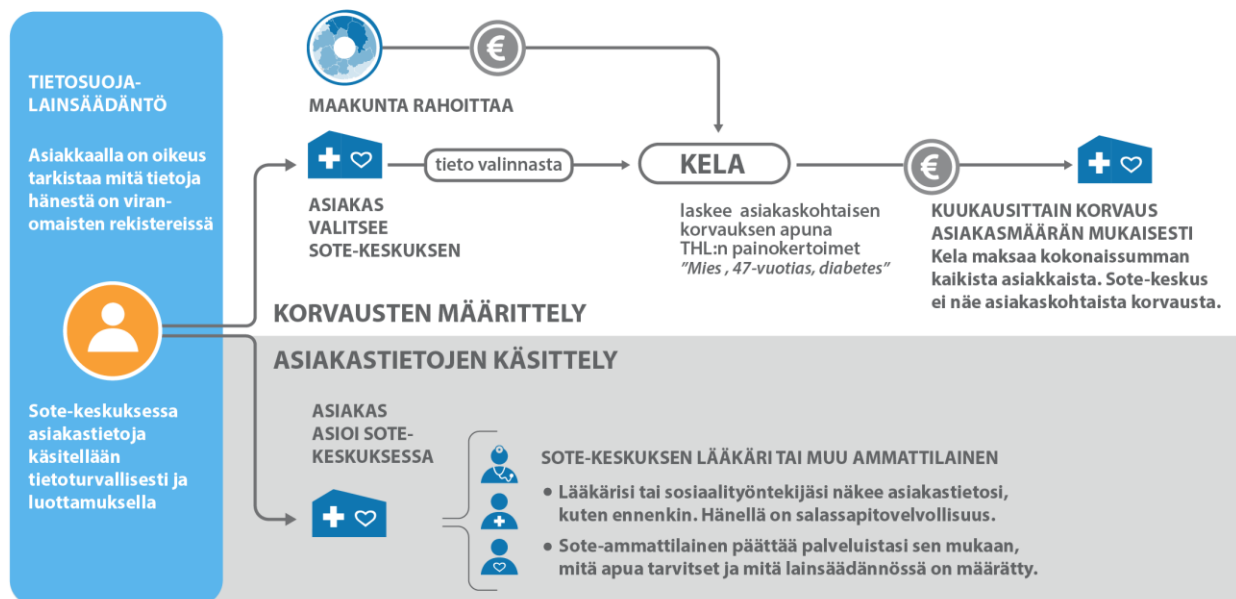 TIETOSUOJA-
LAINSÄÄDÄNTÖ
Asiakkaalla on oikeus
tarkistaa mitä tietoja
hänestä on viran-
omaisten rekistereissä
Sote-keskuksessa
asiakastietoja
käsitellään
tietoturvallisesti ja
luottamuksella
€
MAAKUNTA RAHOITTAA
ASIAKAS
VALITSEE
SOTE-KESKUKSEN
tieto valinnasta
KELA
laskee asiakaskohtaisen
korvauksen apuna
THL:n painokertoimet
"Mies , 47-vuotias, diabetes"
€
KUUKAUSITTAIN KORVAUS
ASIAKASMÄÄRÄN MUKAISESTI
Kela maksaa kokonaissumman
kaikista asiakkaista. Sote-keskus
ei näe asiakaskohtaista korvausta.
KORVAUSTEN MÄÄRITTELY
ASIAKASTIETOJEN KÄSITTELY
ASIAKAS
ASIOI SOTE-
KESKUKSESSA
SOTE-KESKUKSEN LÄÄKÄRI TAI MUU AMMATTILAINEN
• Lääkärisi tai sosiaalityöntekijäsi näkee asiakastietosi,
kuten ennenkin. Hänellä on salassapitovelvollisuus.
• Sote-ammattilainen päättää palveluistasi sen mukaan,
mitä apua tarvitset ja mitä lainsäädännössä on määrätty.